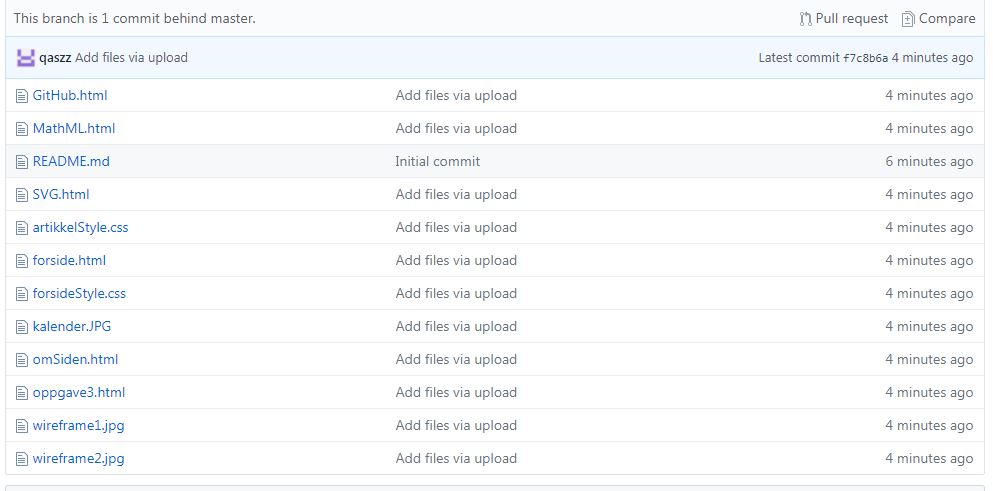 This branch is 1 commit behind master. Pull request Compare
qaszz Add files via upload Latest commit f7c8b6a 4 minutes ago
GitHub.html Add files via upload 4 minutes ago
MathML.html Add files via upload 4 minutes ago
README.md Initial commit 6 minutes ago
SVG.html Add files via upload 4 minutes ago
artikkelStyle.css Add files via upload 4 minutes ago
forside.html Add files via upload 4 minutes ago
forsideStyle.css Add files via upload 4 minutes ago
kalender.JPG Add files via upload 4 minutes ago
omSiden.html Add files via upload 4 minutes ago
oppgave3.html Add files via upload 4 minutes ago
wireframe1.jpg Add files via upload 4 minutes ago
wireframe2.jpg Add files via upload 4 minutes ago